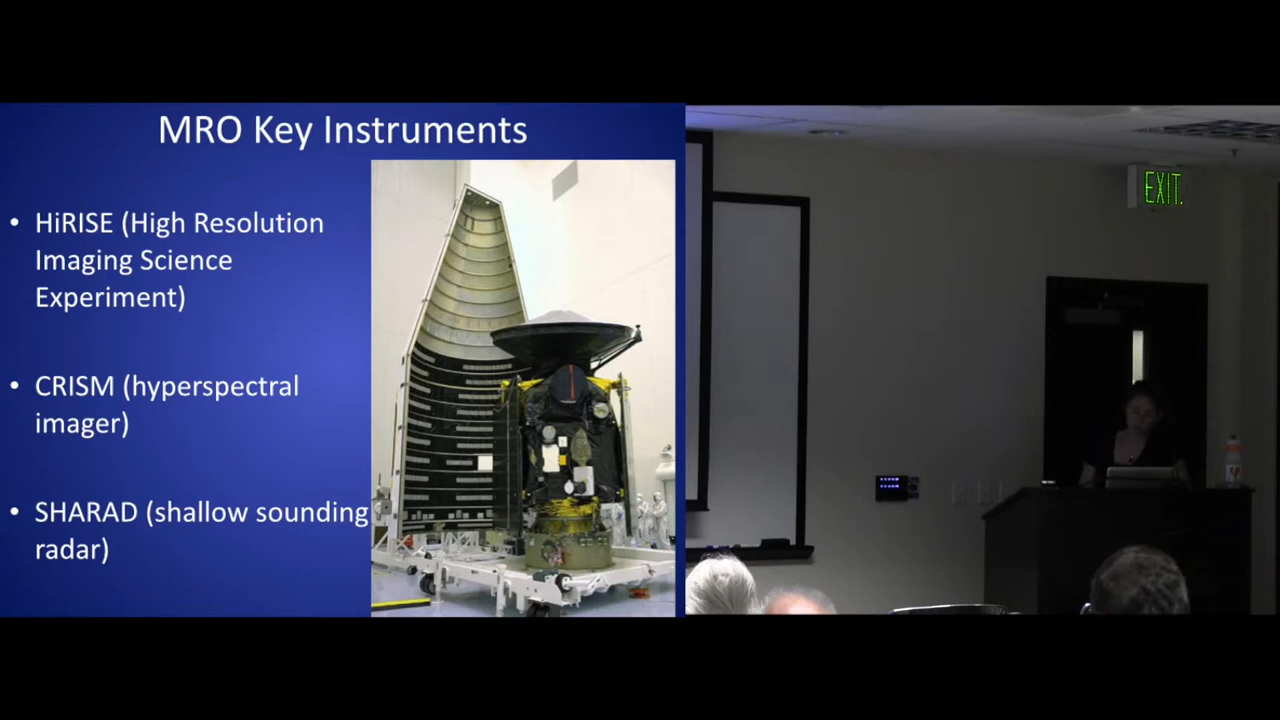 MRO Key Instruments
• HiRISE (High Resolution
Imaging Science
Experiment)
• CRISM (hyperspectral
imager)
• SHARAD (shallow sounding
radar)
EXIT